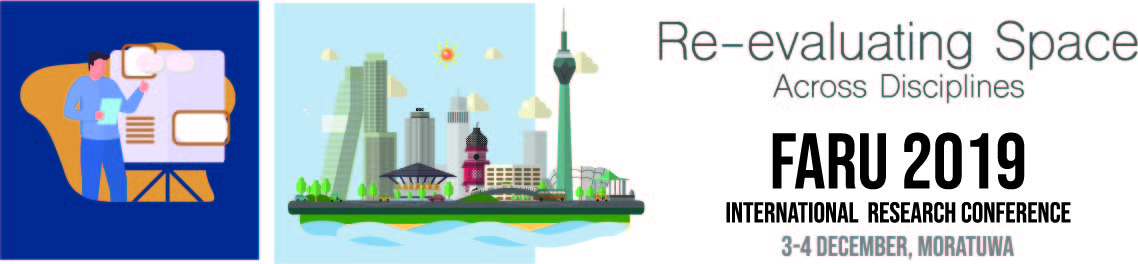 Re-evaluating Space
Across Disciplines
FARU 2019
INTERNATIONAL RESEARCH CONFERENCE
3-4 DECEMBER, MORATUWA